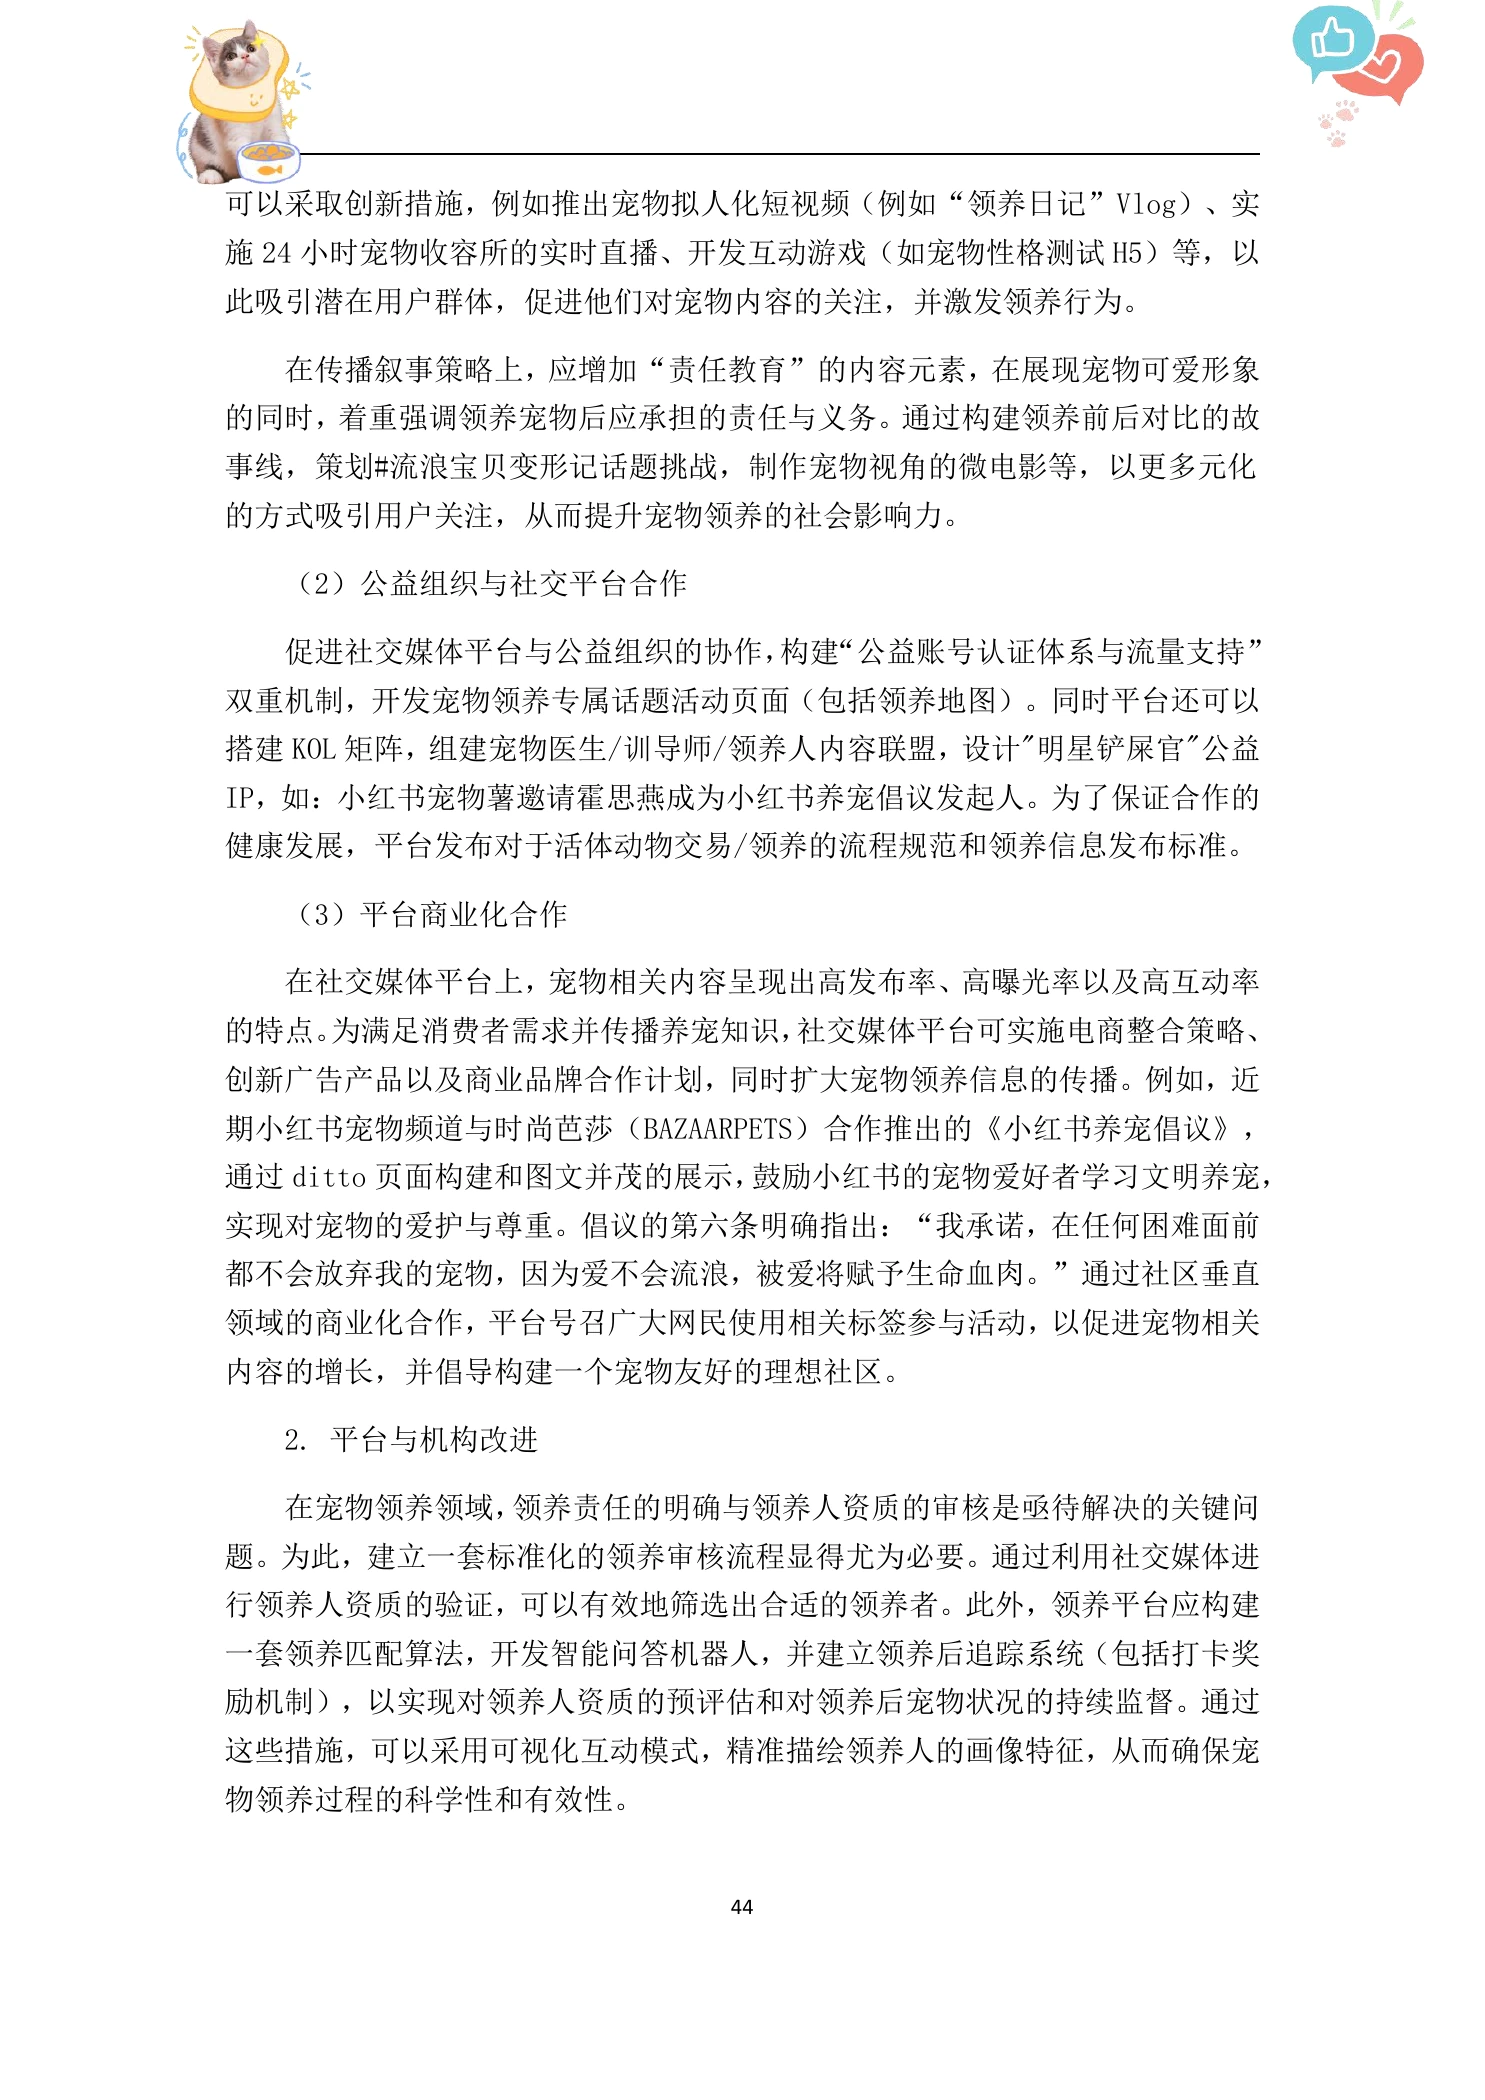 可以采取创新措施，例如推出宠物拟人化短视频（例如“领养日记”Vlog）、实
施 24 小时宠物收容所的实时直播、开发互动游戏（如宠物性格测试 H5）等，以
此吸引潜在用户群体，促进他们对宠物内容的关注，并激发领养行为。
在传播叙事策略上，应增加“责任教育”的内容元素，在展现宠物可爱形象
的同时，着重强调领养宠物后应承担的责任与义务。通过构建领养前后对比的故
事线，策划#流浪宝贝变形记话题挑战，制作宠物视角的微电影等，以更多元化
的方式吸引用户关注，从而提升宠物领养的社会影响力。
（2）公益组织与社交平台合作
促进社交媒体平台与公益组织的协作，构建“公益账号认证体系与流量支持”
双重机制，开发宠物领养专属话题活动页面（包括领养地图）。同时平台还可以
搭建 KOL 矩阵，组建宠物医生/训导师/领养人内容联盟，设计"明星铲屎官"公益
IP，如：小红书宠物薯邀请霍思燕成为小红书养宠倡议发起人。为了保证合作的
健康发展，平台发布对于活体动物交易/领养的流程规范和领养信息发布标准。
（3）平台商业化合作
在社交媒体平台上，宠物相关内容呈现出高发布率、高曝光率以及高互动率
的特点。为满足消费者需求并传播养宠知识，社交媒体平台可实施电商整合策略、
创新广告产品以及商业品牌合作计划，同时扩大宠物领养信息的传播。例如，近
期小红书宠物频道与时尚芭莎（BAZAARPETS）合作推出的《小红书养宠倡议》，
通过 ditto 页面构建和图文并茂的展示，鼓励小红书的宠物爱好者学习文明养宠，
实现对宠物的爱护与尊重。倡议的第六条明确指出：“我承诺，在任何困难面前
都不会放弃我的宠物，因为爱不会流浪，被爱将赋予生命血肉。”通过社区垂直
领域的商业化合作，平台号召广大网民使用相关标签参与活动，以促进宠物相关
内容的增长，并倡导构建一个宠物友好的理想社区。
2. 平台与机构改进
在宠物领养领域，领养责任的明确与领养人资质的审核是亟待解决的关键问
题。为此，建立一套标准化的领养审核流程显得尤为必要。通过利用社交媒体进
行领养人资质的验证，可以有效地筛选出合适的领养者。此外，领养平台应构建
一套领养匹配算法，开发智能问答机器人，并建立领养后追踪系统（包括打卡奖
励机制），以实现对领养人资质的预评估和对领养后宠物状况的持续监督。通过
这些措施，可以采用可视化互动模式，精准描绘领养人的画像特征，从而确保宠
物领养过程的科学性和有效性。
44